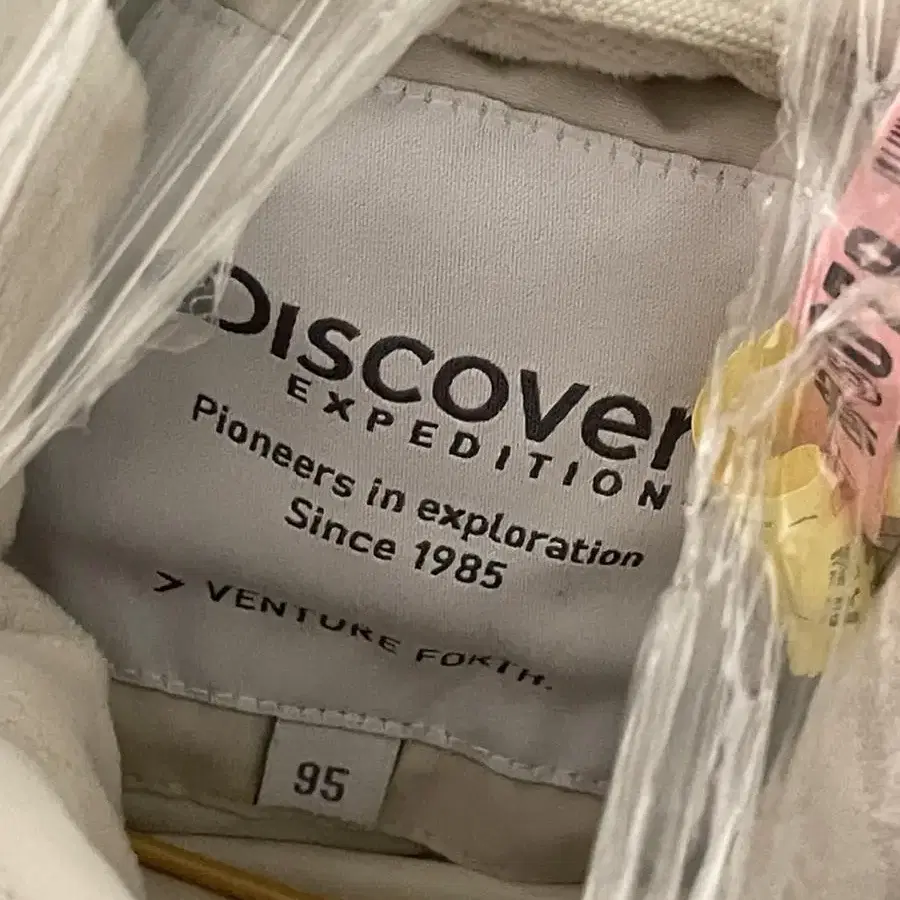 DISCOVER
EXPEDITION
Pioneers in exploration
Since 1985
> VENTURE FORTH.
95